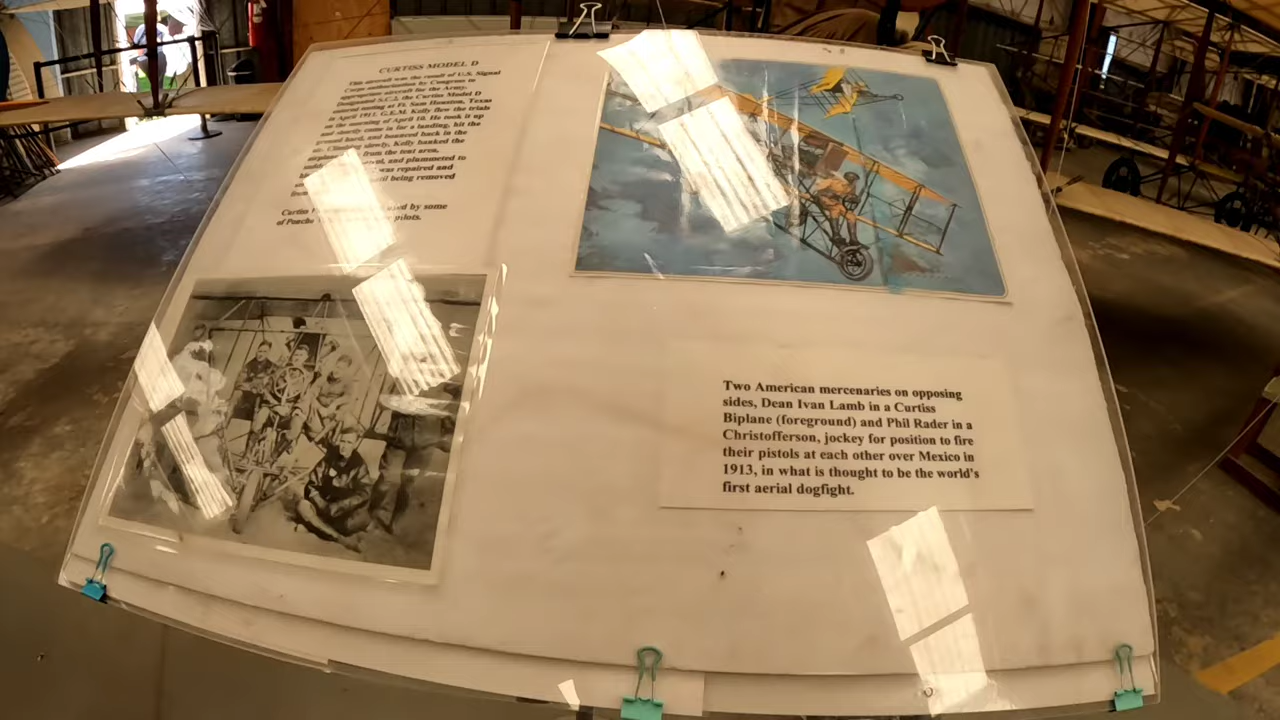 CURTISS MODEL D
This aircraft was the result of U.S. Signal
Corps authorization by Congress to
appropriate aircraft for the Army.
Designated S.C.2, the Curtiss Model D
entered testing at Ft. Sam Houston, Texas
in April 1911. G.E.M. Kelly flew the trials
on the morning of April 10. He took it up
and shortly came in for a landing, hit the
ground hard, and bounced back in the
Climbing slowly, Kelly banked the
from the tent area,
and plummeted to
was repaired and
being removed
Curtiss by some
of Pancho pilots.
Two American mercenaries on opposing
sides, Dean Ivan Lamb in a Curtiss
Biplane (foreground) and Phil Rader in a
Christofferson, jockey for position to fire
their pistols at each other over Mexico in
1913, in what is thought to be the world's
first aerial dogfight.